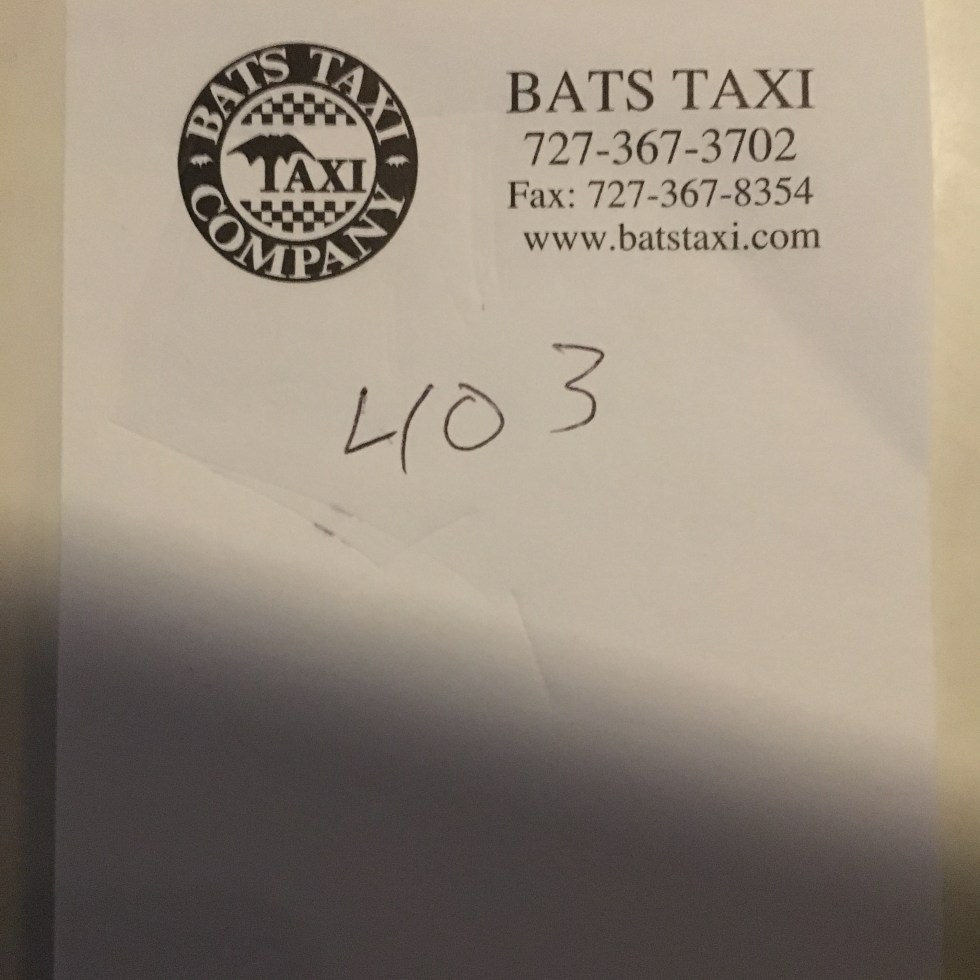 BATS TAXI
TAXI
COMPANY
BATS TAXI
727-367-3702
Fax: 727-367-8354
www.batstaxi.com
403